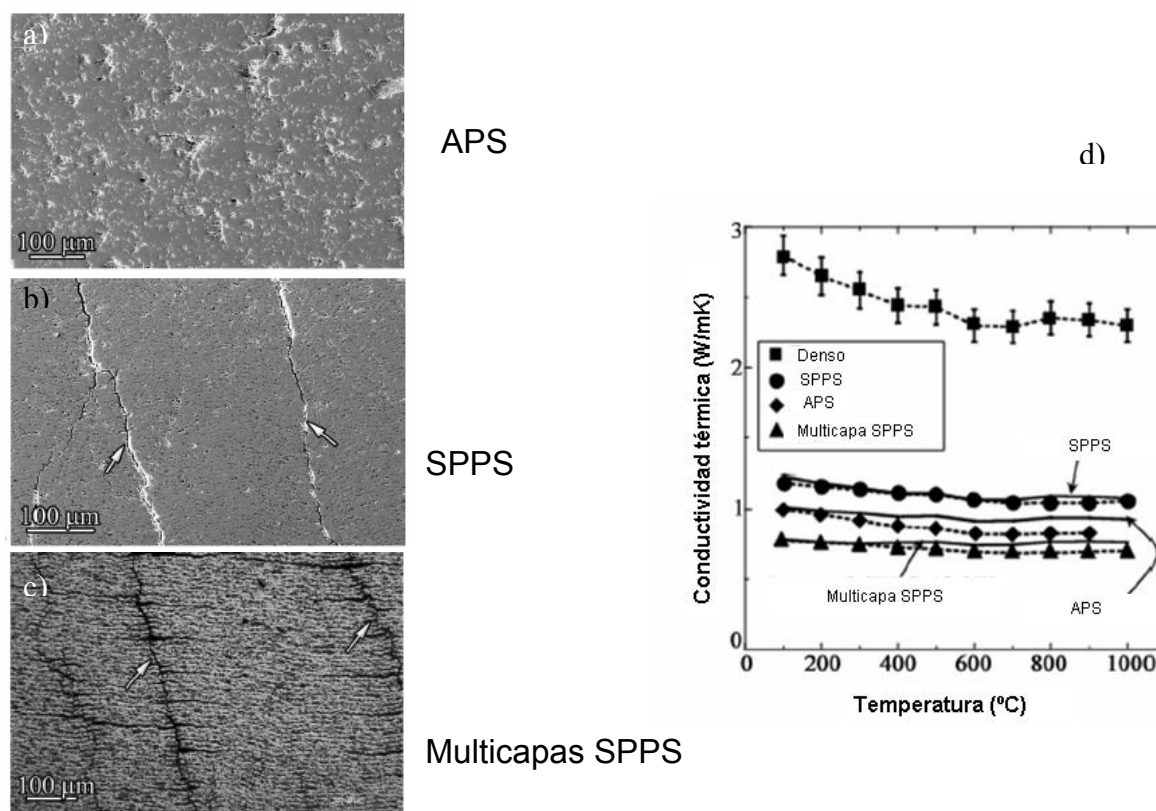 a)
100 µm
APS
b)
100 µm
SPPS
c)
100 µm
Multicapas SPPS
d)
Conductividad térmica (W/mK)
3
2
1
0
Denso
SPPS
APS
Multicapa SPPS
SPPS
Multicapa SPPS
APS
0 200 400 600 800 1000
Temperatura (ºC)